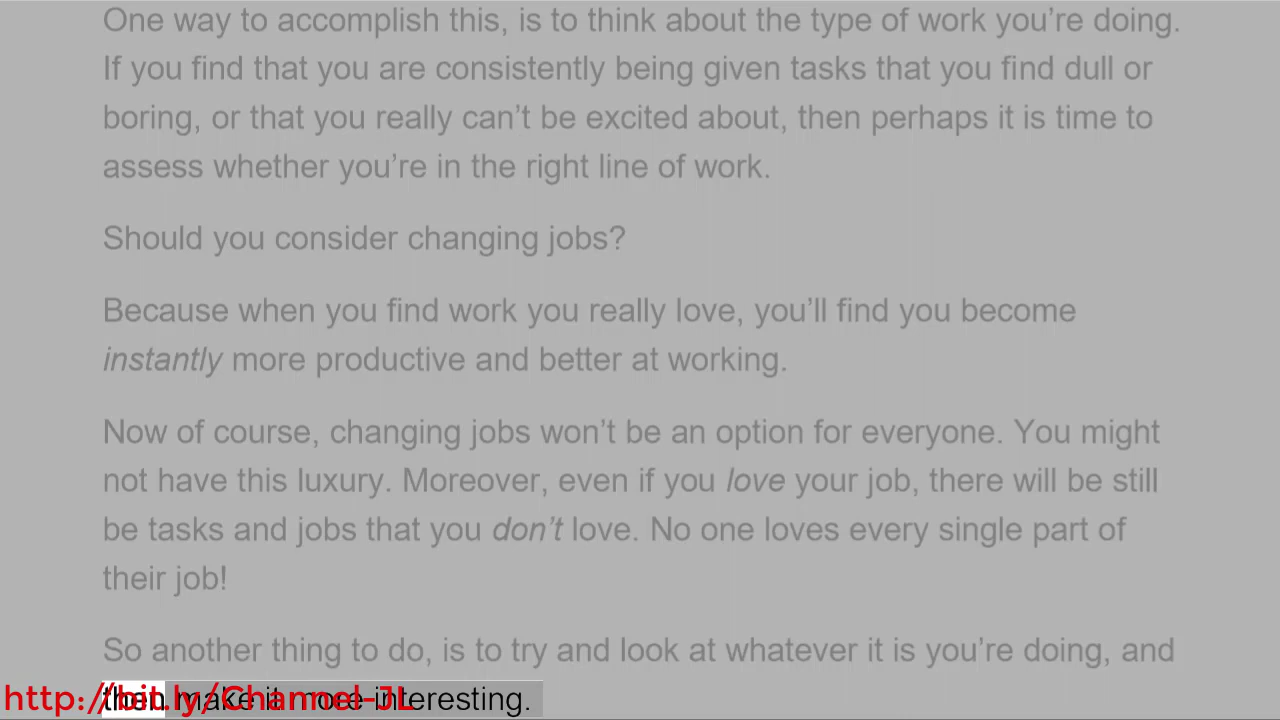 One way to accomplish this, is to think about the type of work you’re doing.
If you find that you are consistently being given tasks that you find dull or
boring, or that you really can’t be excited about, then perhaps it is time to
assess whether you’re in the right line of work.
Should you consider changing jobs?
Because when you find work you really love, you’ll find you become
instantly more productive and better at working.
Now of course, changing jobs won’t be an option for everyone. You might
not have this luxury. Moreover, even if you love your job, there will be still
be tasks and jobs that you don’t love. No one loves every single part of
their job!
So another thing to do, is to try and look at whatever it is you’re doing, and
then make it more interesting.
http://bit.ly/Channel-JL